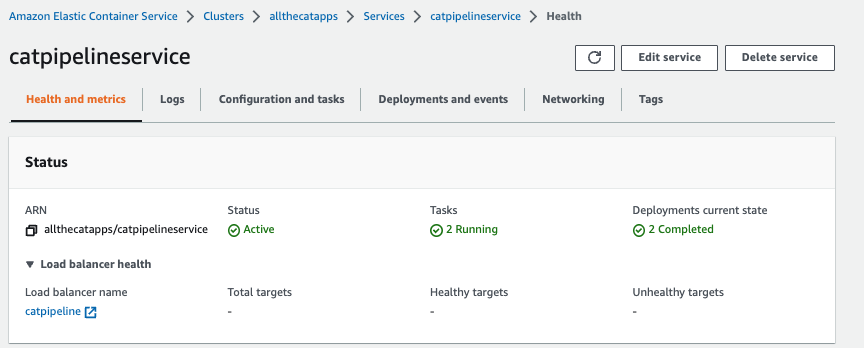 Amazon Elastic Container Service > Clusters > allthecatapps > Services > catpipelineservice > Health
catpipelineservice
Edit service
Delete service
Health and metrics
Logs
Configuration and tasks
Deployments and events
Networking
Tags
Status
ARN
Status
Tasks
Deployments current state
allthecatapps/catpipelineservice
Active
2 Running
2 Completed
Load balancer health
Load balancer name
Total targets
Healthy targets
Unhealthy targets
catpipeline
-
-
-